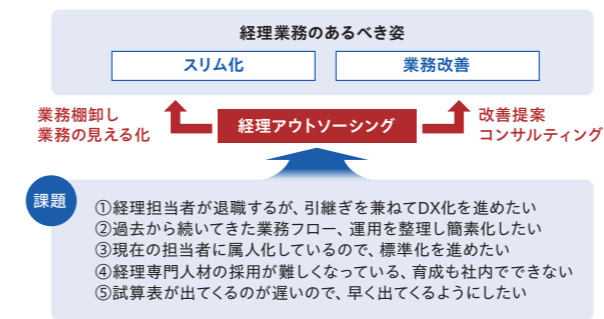 経理業務のあるべき姿
スリム化
業務改善
業務棚卸し
業務の見える化
経理アウトソーシング
改善提案
コンサルティング
課題
①経理担当者が退職するが、引継ぎを兼ねてDX化を進めたい
②過去から続いてきた業務フロー、運用を整理し簡素化したい
③現在の担当者に属人化しているので、標準化を進めたい
④経理専門人材の採用が難しくなっている、育成も社内でできない
⑤試算表が出てくるのが遅いので、早く出てくるようにしたい